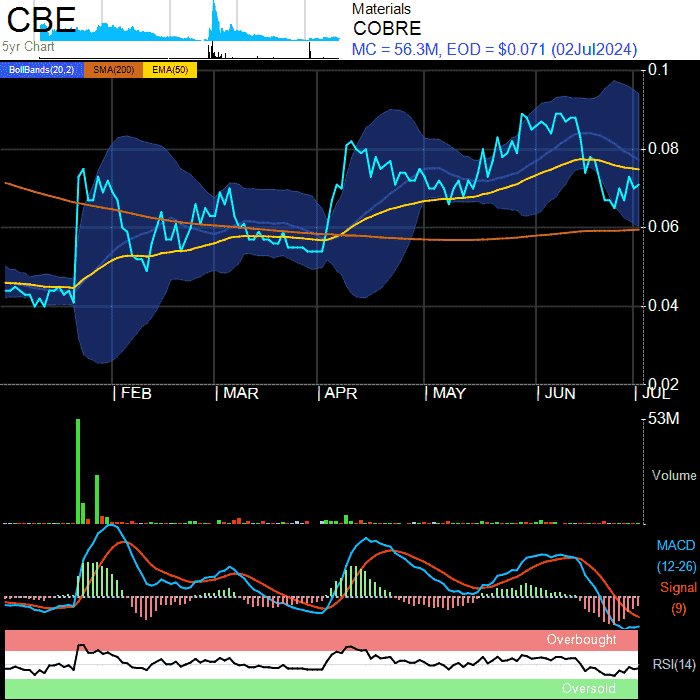 CBE
5yr Chart
Materials
COBRE
MC = 56.3M, EOD = $0.071 (02Jul2024)
BollBands(20,2) SMA(200) EMA(50)
0.1
0.08
0.06
0.04
0.02
FEB MAR APR MAY JUN JUL
53M
Volume
MACD
(12-26)
Signal
(9)
Overbought
RSI(14)
Oversold